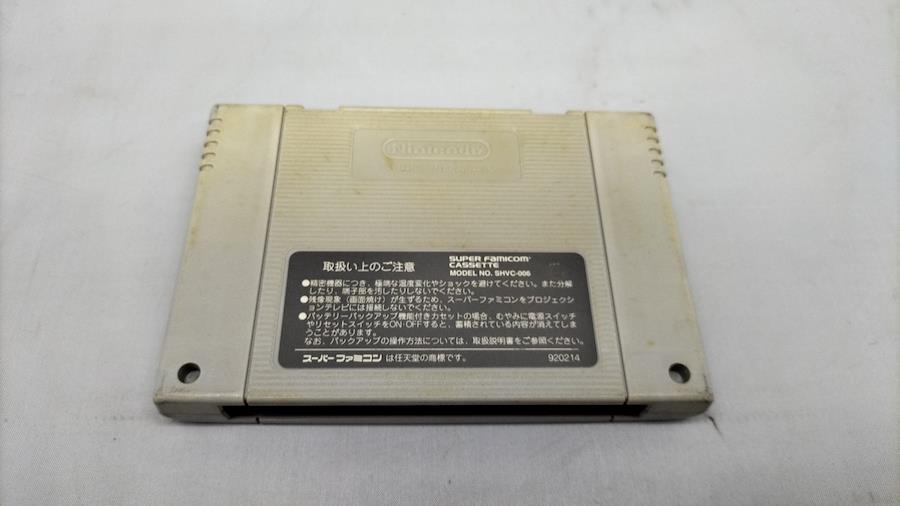 Nintendo
取扱い上のご注意
SUPER FAMICOM
CASSETTE
MODEL NO. SHVC-006
●精密機器につき、極端な温度変化やショックを避けてください。また分解
したり、端子部を汚したりしないでください。
●残像現象（画面焼け）が生ずるため、スーパーファミコンをプロジェクシ
ョンテレビには接続しないでください。
●バッテリーバックアップ機能付きカセットの場合、むやみに電源スイッチ
やリセットスイッチをON・OFFすると、蓄積されている内容が消えてしま
うことがあります。
なお、バックアップの操作方法については、取扱説明書をご参照ください。
スーパーファミコンは任天堂の商標です。 920214